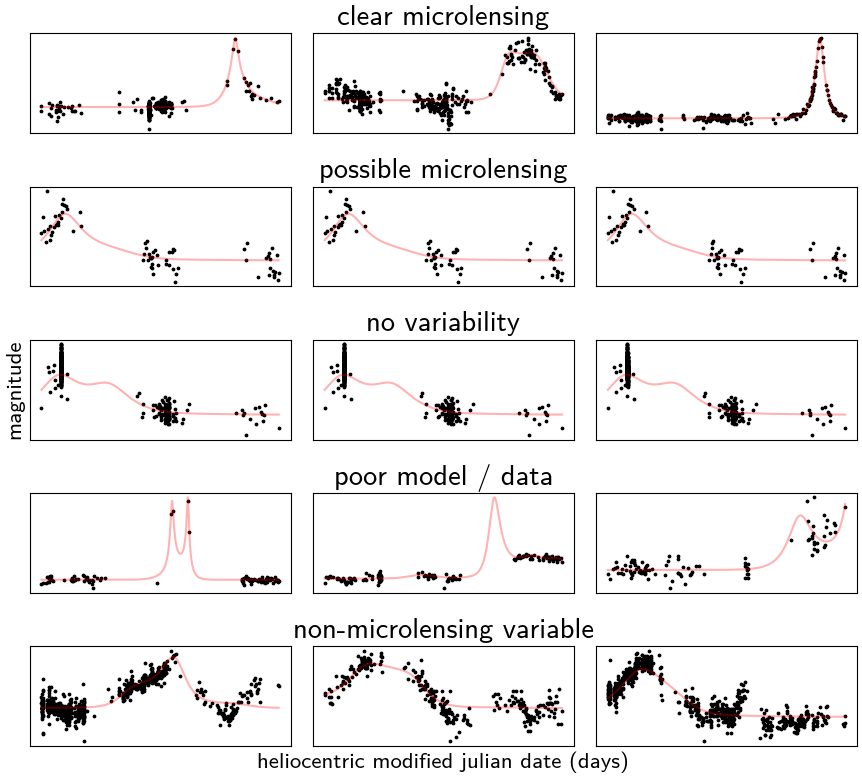 clear microlensing
possible microlensing
no variability
magnitude
poor model / data
non-microlensing variable
heliocentric modified julian date (days)